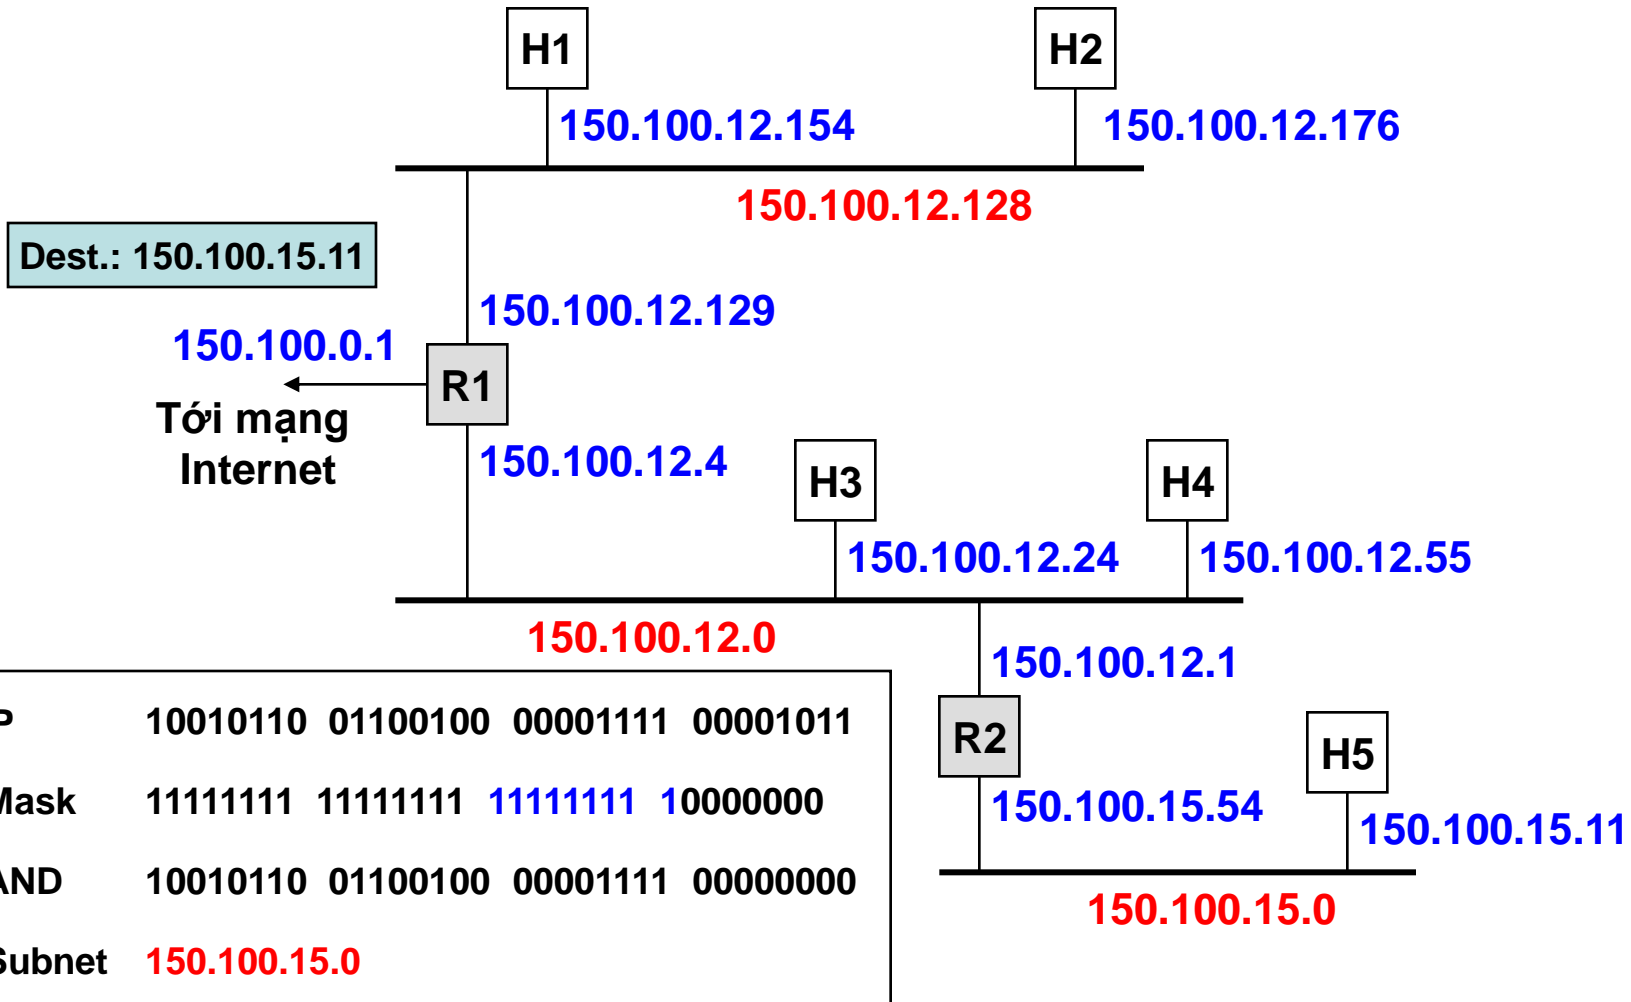 H1
H2
150.100.12.154
150.100.12.176
150.100.12.128
Dest.: 150.100.15.11
150.100.12.129
150.100.0.1
R1
Tới mạng
Internet
150.100.12.4
H3
H4
150.100.12.24
150.100.12.55
150.100.12.0
150.100.12.1
R2
H5
150.100.15.54
150.100.15.11
150.100.15.0
P 10010110 01100100 00001111 00001011
Mask 11111111 11111111 11111111 10000000
AND 10010110 01100100 00001111 00000000
Subnet 150.100.15.0